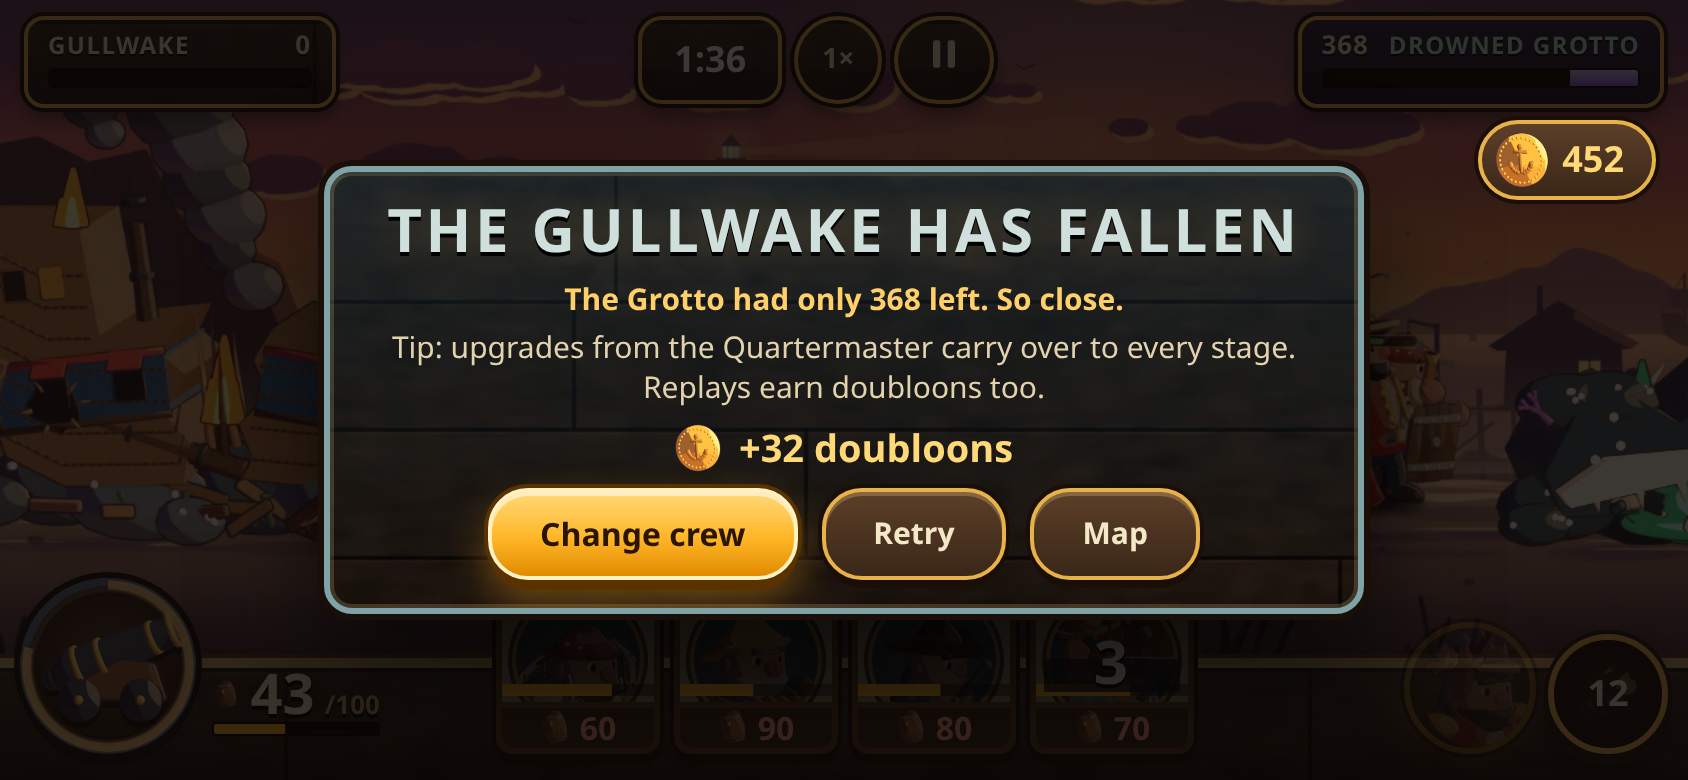 GULLWAKE 0
1:36
1×
368 DROWNED GROTTO
452
THE GULLWAKE HAS FALLEN
The Grotto had only 368 left. So close.
Tip: upgrades from the Quartermaster carry over to every stage.
Replays earn doubloons too.
+32 doubloons
Change crew
Retry
Map
43 /100
60
90
80
3
70
12